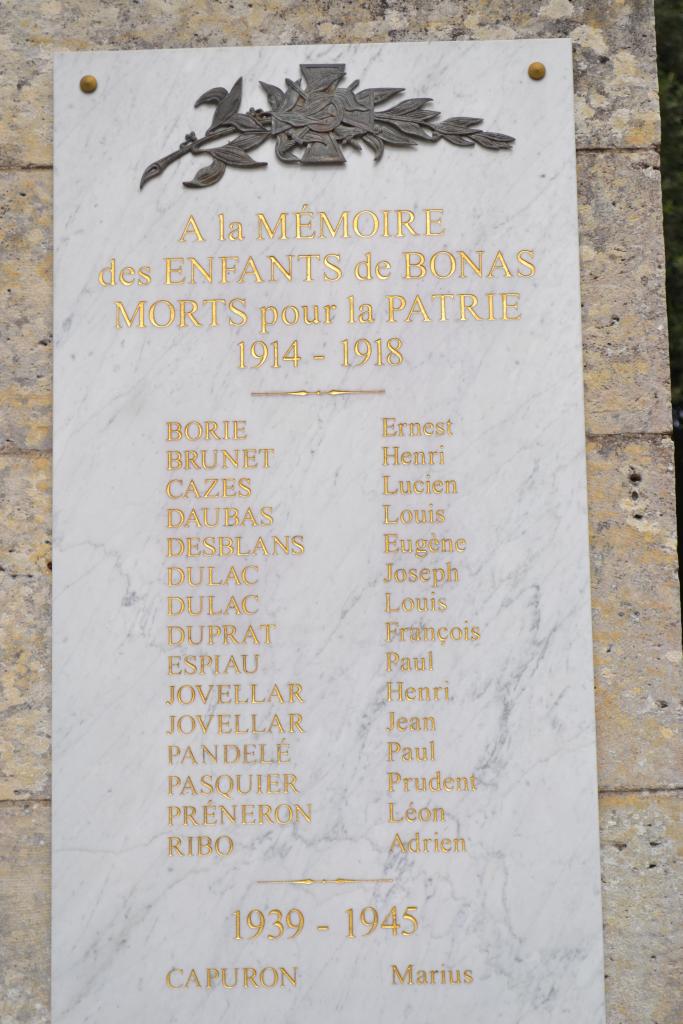 A la MÉMOIRE
des ENFANTS de BONAS
MORTS pour la PATRIE
1914 - 1918
BORIE Ernest
BRUNET Henri
CAZES Lucien
DAUBAS Louis
DESBLANS Eugène
DULAC Joseph
DULAC Louis
DUPRAT François
ESPIAU Paul
JOVELLAR Henri
JOVELLAR Jean
PANDELÉ Paul
PASQUIER Prudent
PRÉNERON Léon
RIBO Adrien
1939 - 1945
CAPURON Marius